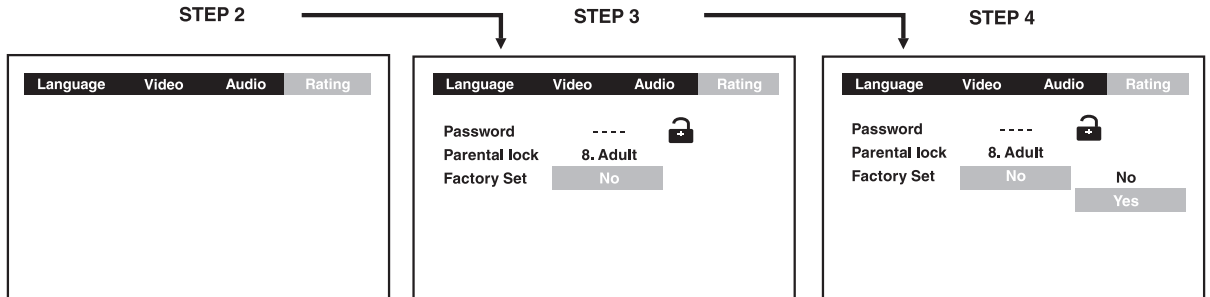 STEP 2
STEP 3
STEP 4
Language Video Audio Rating
Language Video Audio Rating
Password - - - -
Parental lock 8. Adult
Factory Set No
Language Video Audio Rating
Password - - - -
Parental lock 8. Adult
Factory Set No No
Yes